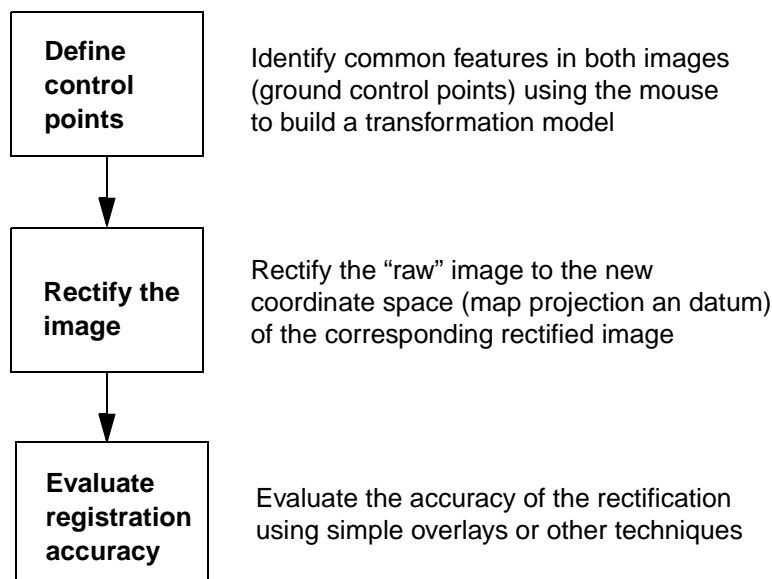 Define
control
points
Identify common features in both images
(ground control points) using the mouse
to build a transformation model
Rectify the
image
Rectify the “raw” image to the new
coordinate space (map projection an datum)
of the corresponding rectified image
Evaluate
registration
accuracy
Evaluate the accuracy of the rectification
using simple overlays or other techniques